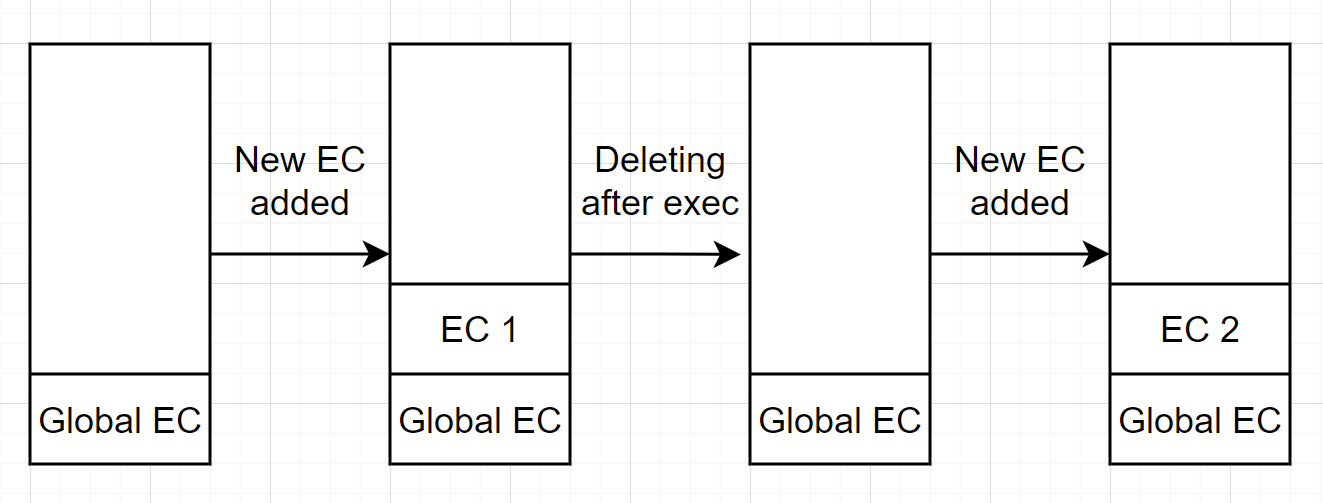 New EC
added
Deleting
after exec
New EC
added
EC 1
EC 2
Global EC
Global EC
Global EC
Global EC